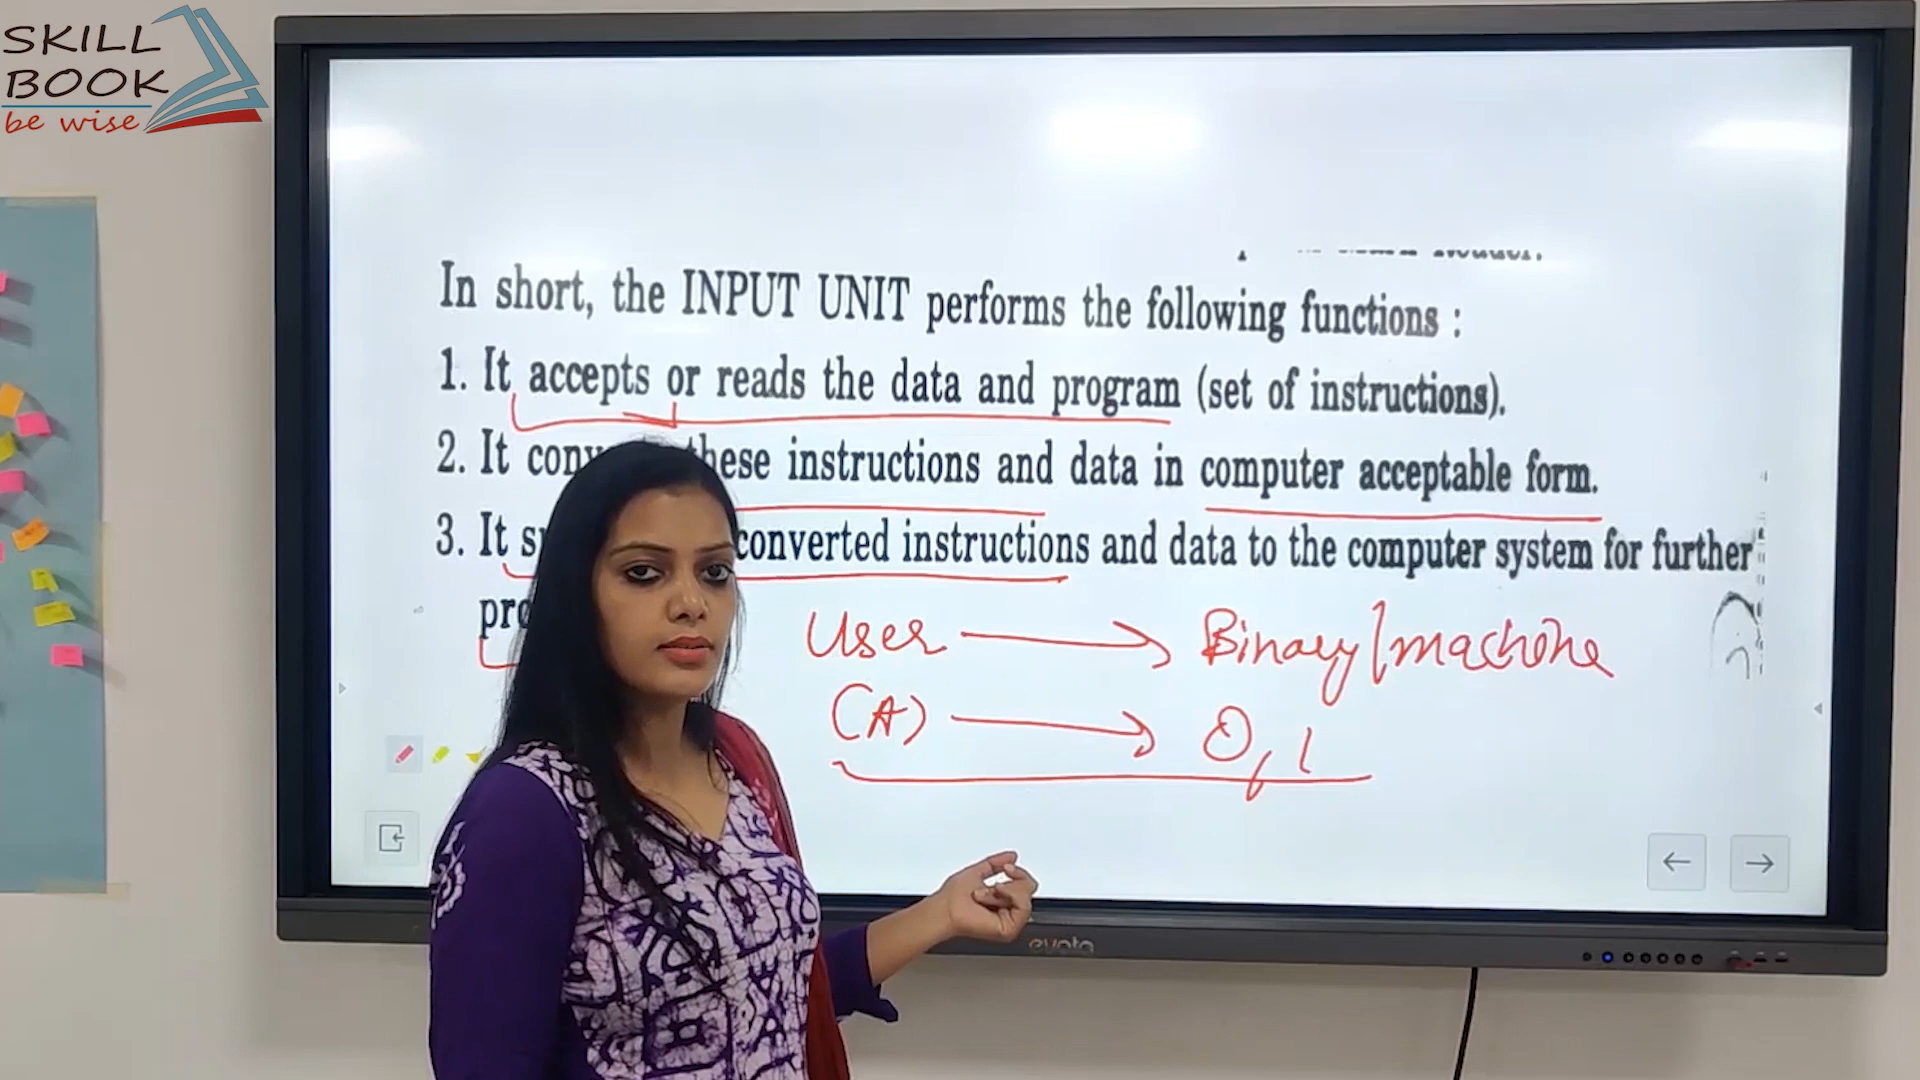 SKILL
BOOK
be wise
In short, the INPUT UNIT performs the following functions :
1. It accepts or reads the data and program (set of instructions).
2. It these instructions and data in computer acceptable form.
3. It converted instructions and data to the computer system for further
User → Binary/machine
(A) → 0, 1
evota